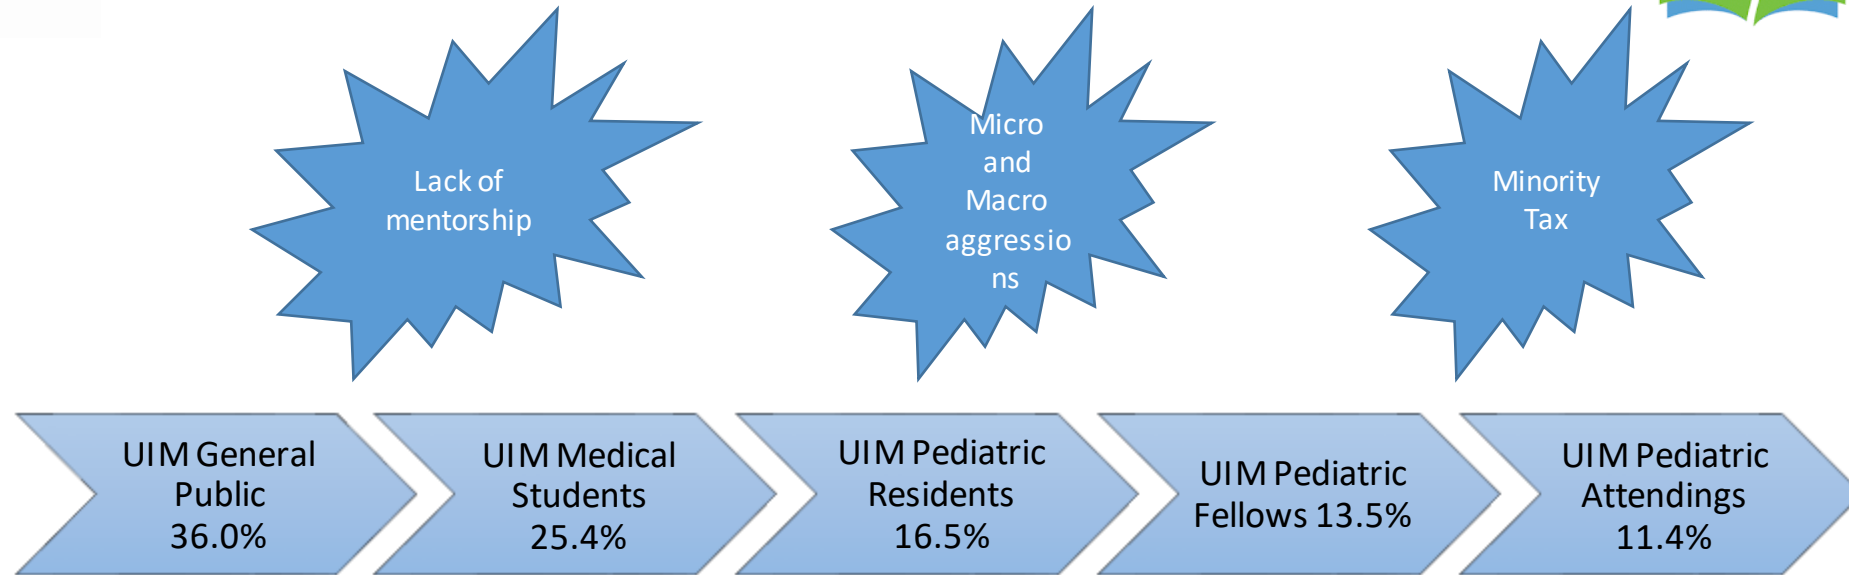 Lack of
mentorship
Micro
and
Macro
aggressio
ns
Minority
Tax
UIM General
Public
36.0%
UIM Medical
Students
25.4%
UIM Pediatric
Residents
16.5%
UIM Pediatric
Fellows 13.5%
UIM Pediatric
Attendings
11.4%